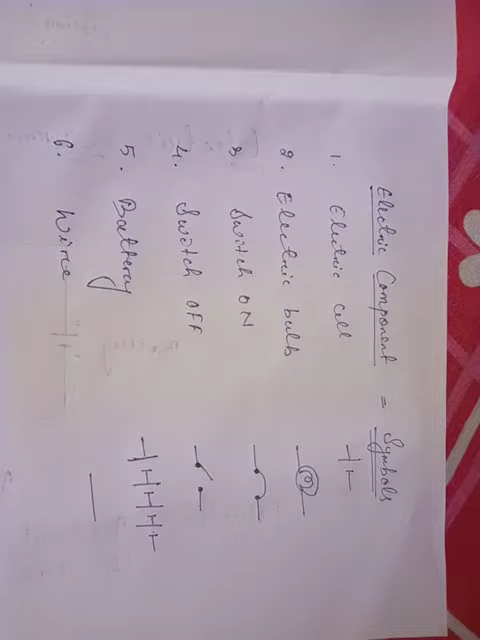 Electric Component = Symbols
1. Electric cell
2. Electric bulb
3. Switch ON
4. Switch OFF
5. Battery
6. Wire